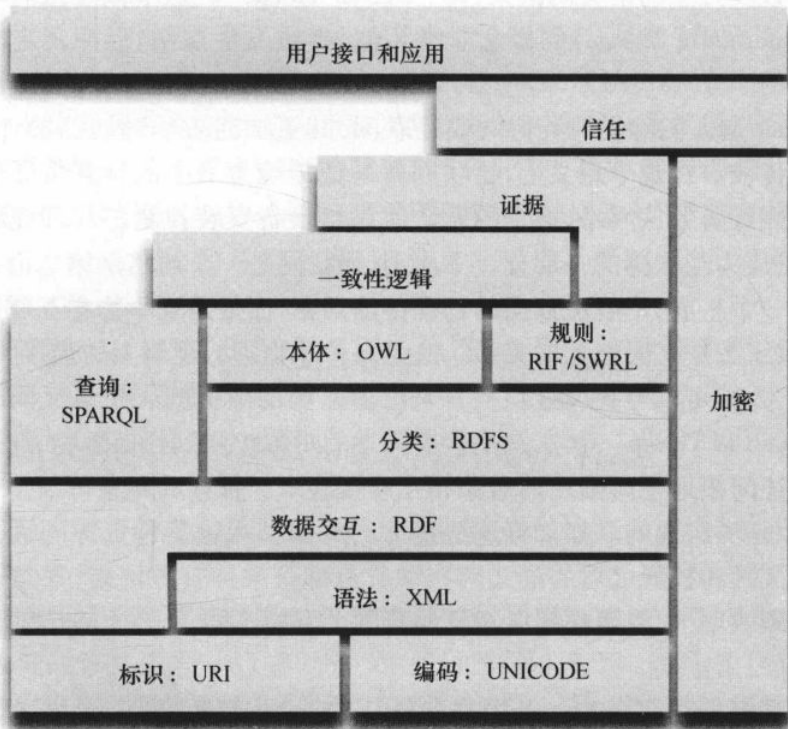 用户接口和应用
信任
证据
一致性逻辑
本体：OWL
规则：
RIF/SWRL
查询：
SPARQL
加密
分类：RDFS
数据交互：RDF
语法：XML
标识：URI
编码：UNICODE